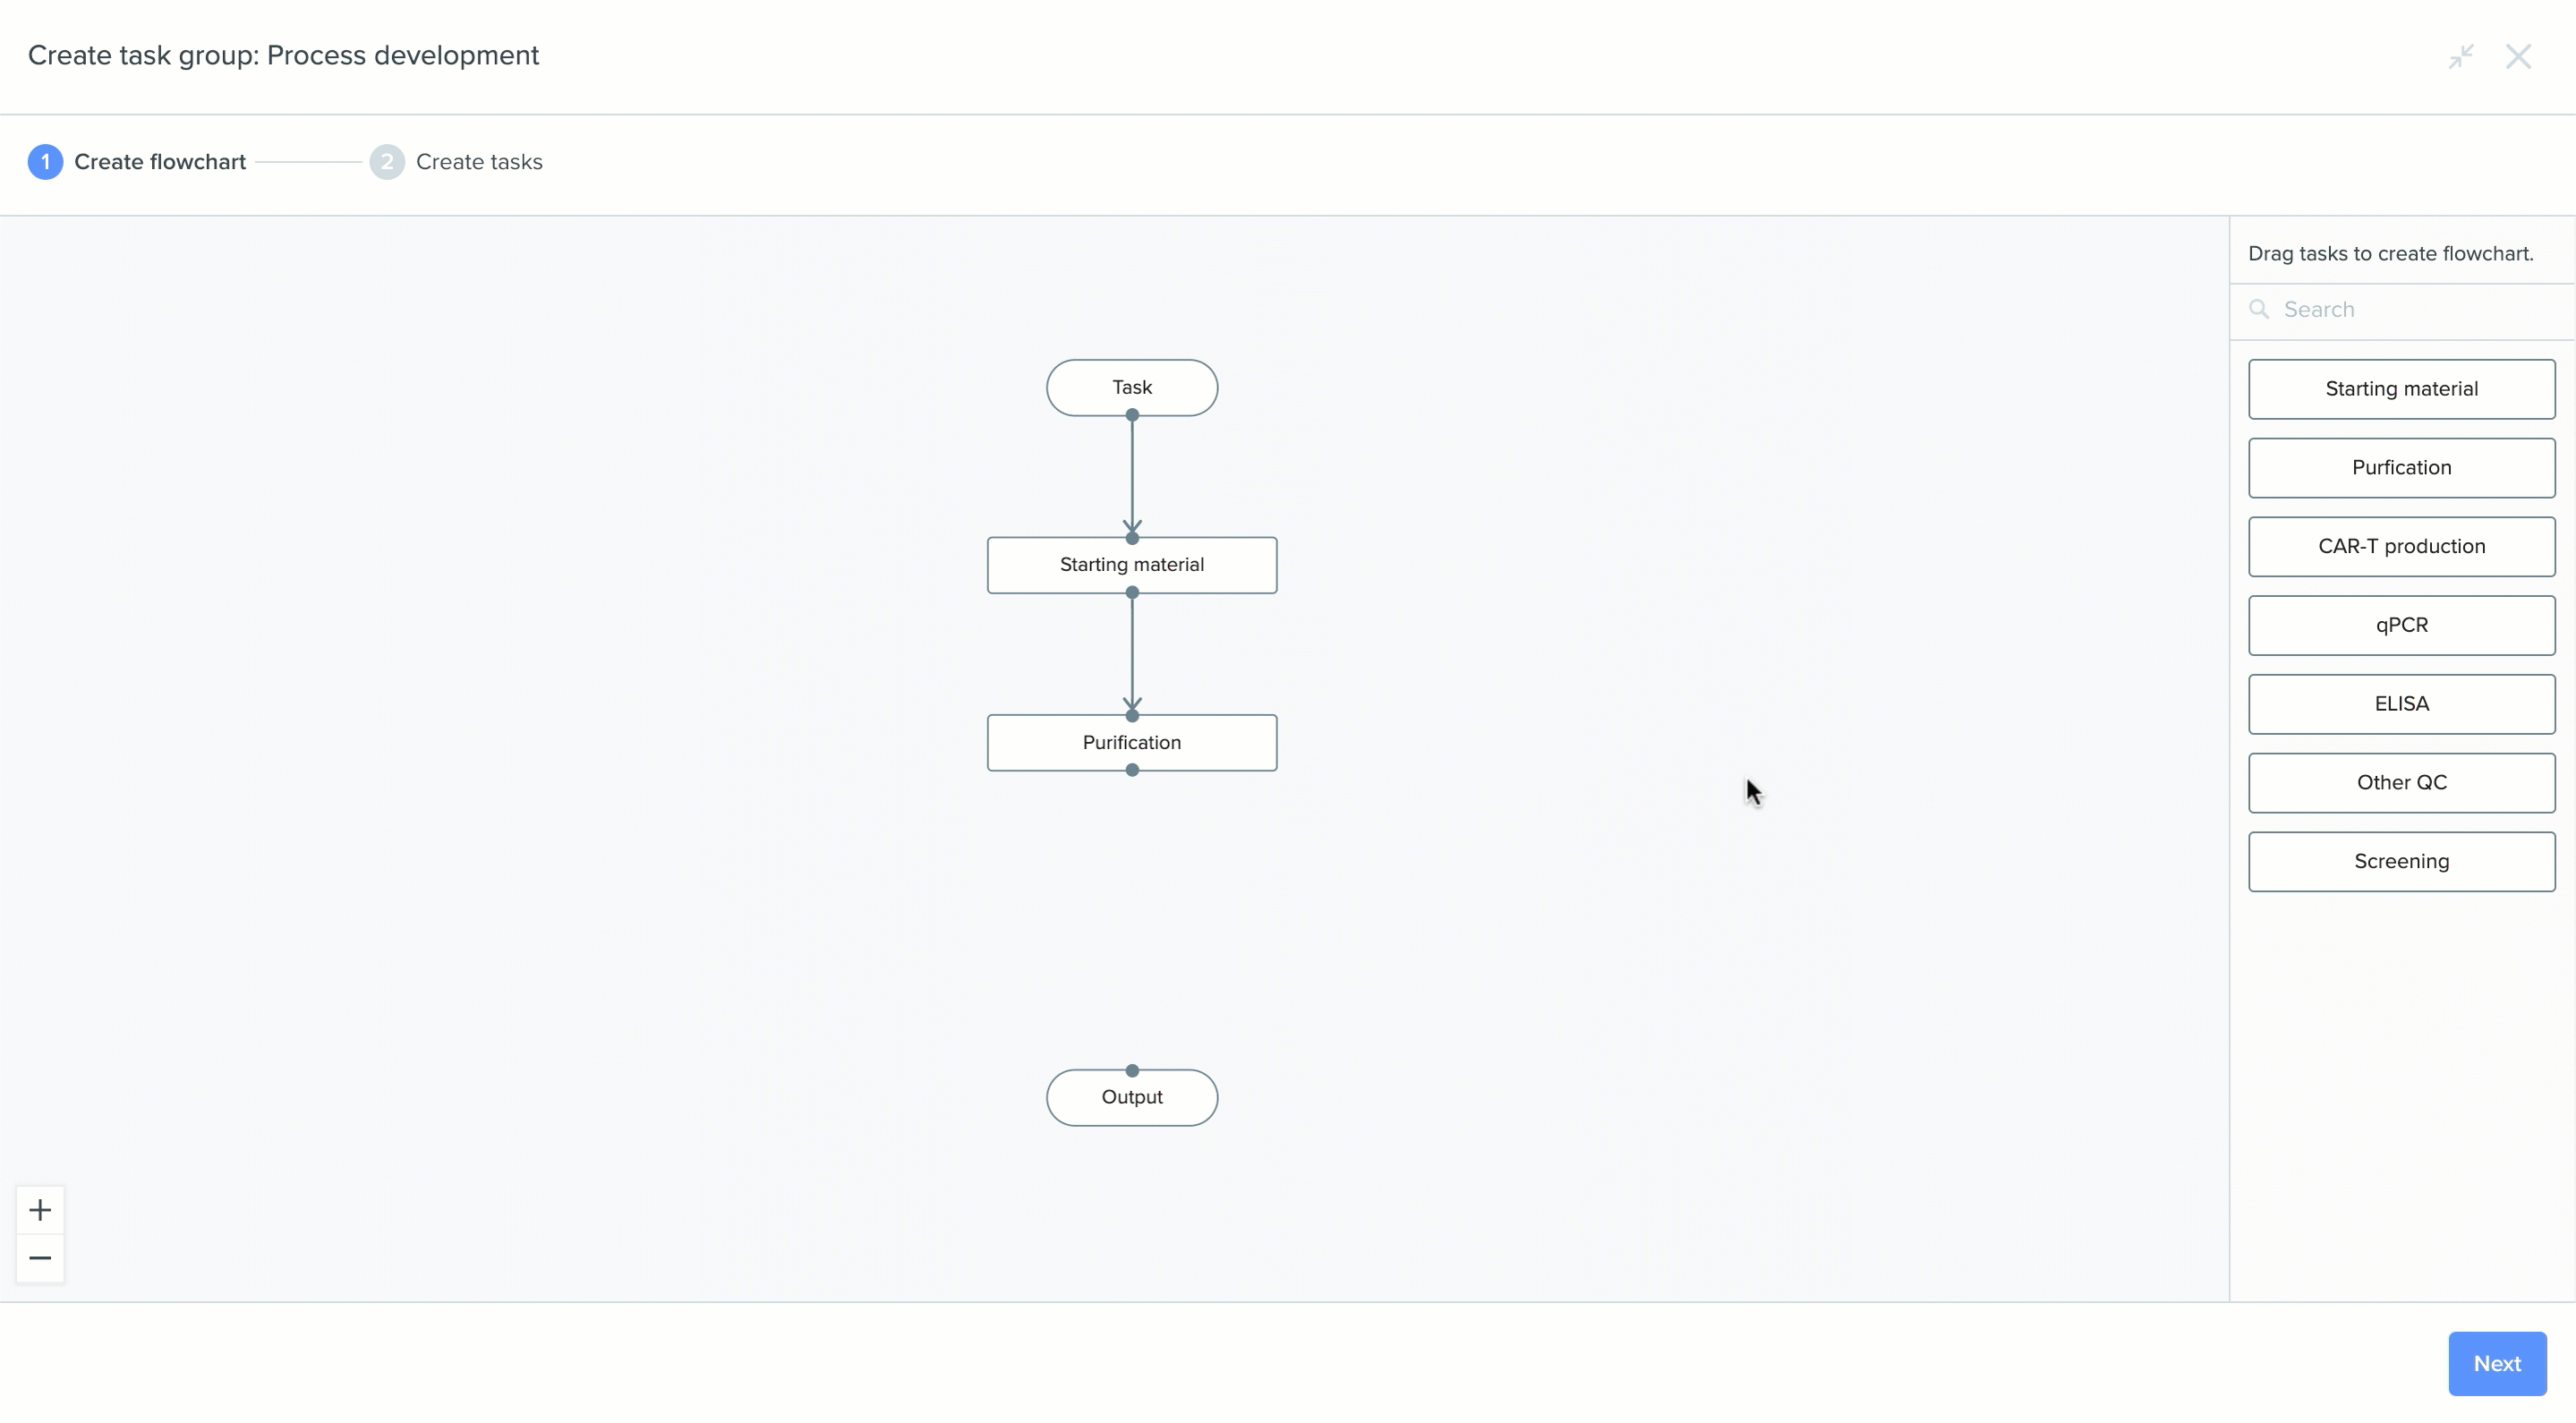 Create task group: Process development
1 Create flowchart 2 Create tasks
Drag tasks to create flowchart.
Search
Task
Starting material
Purification
Output
Starting material
Purfication
CAR-T production
qPCR
ELISA
Other QC
Screening
Next